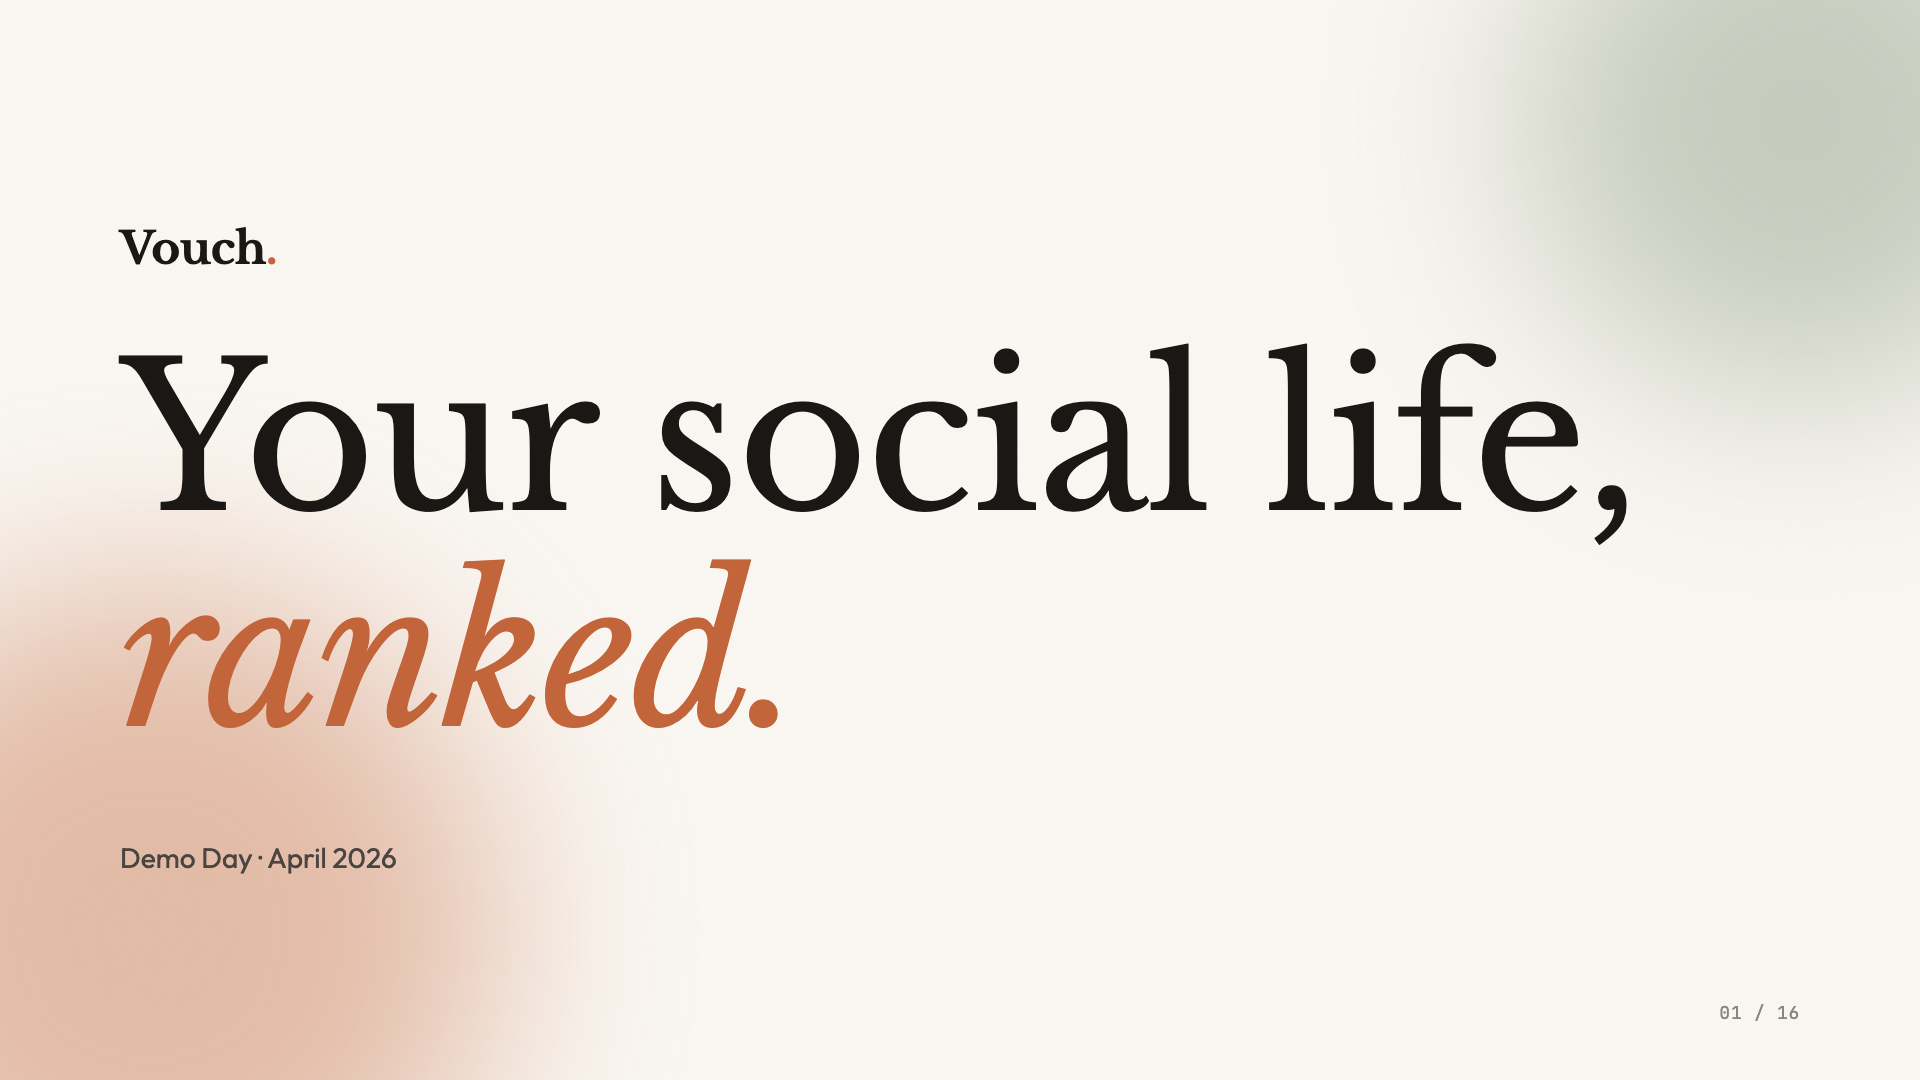 Vouch.
Your social life,
ranked.
Demo Day · April 2026
01 / 16